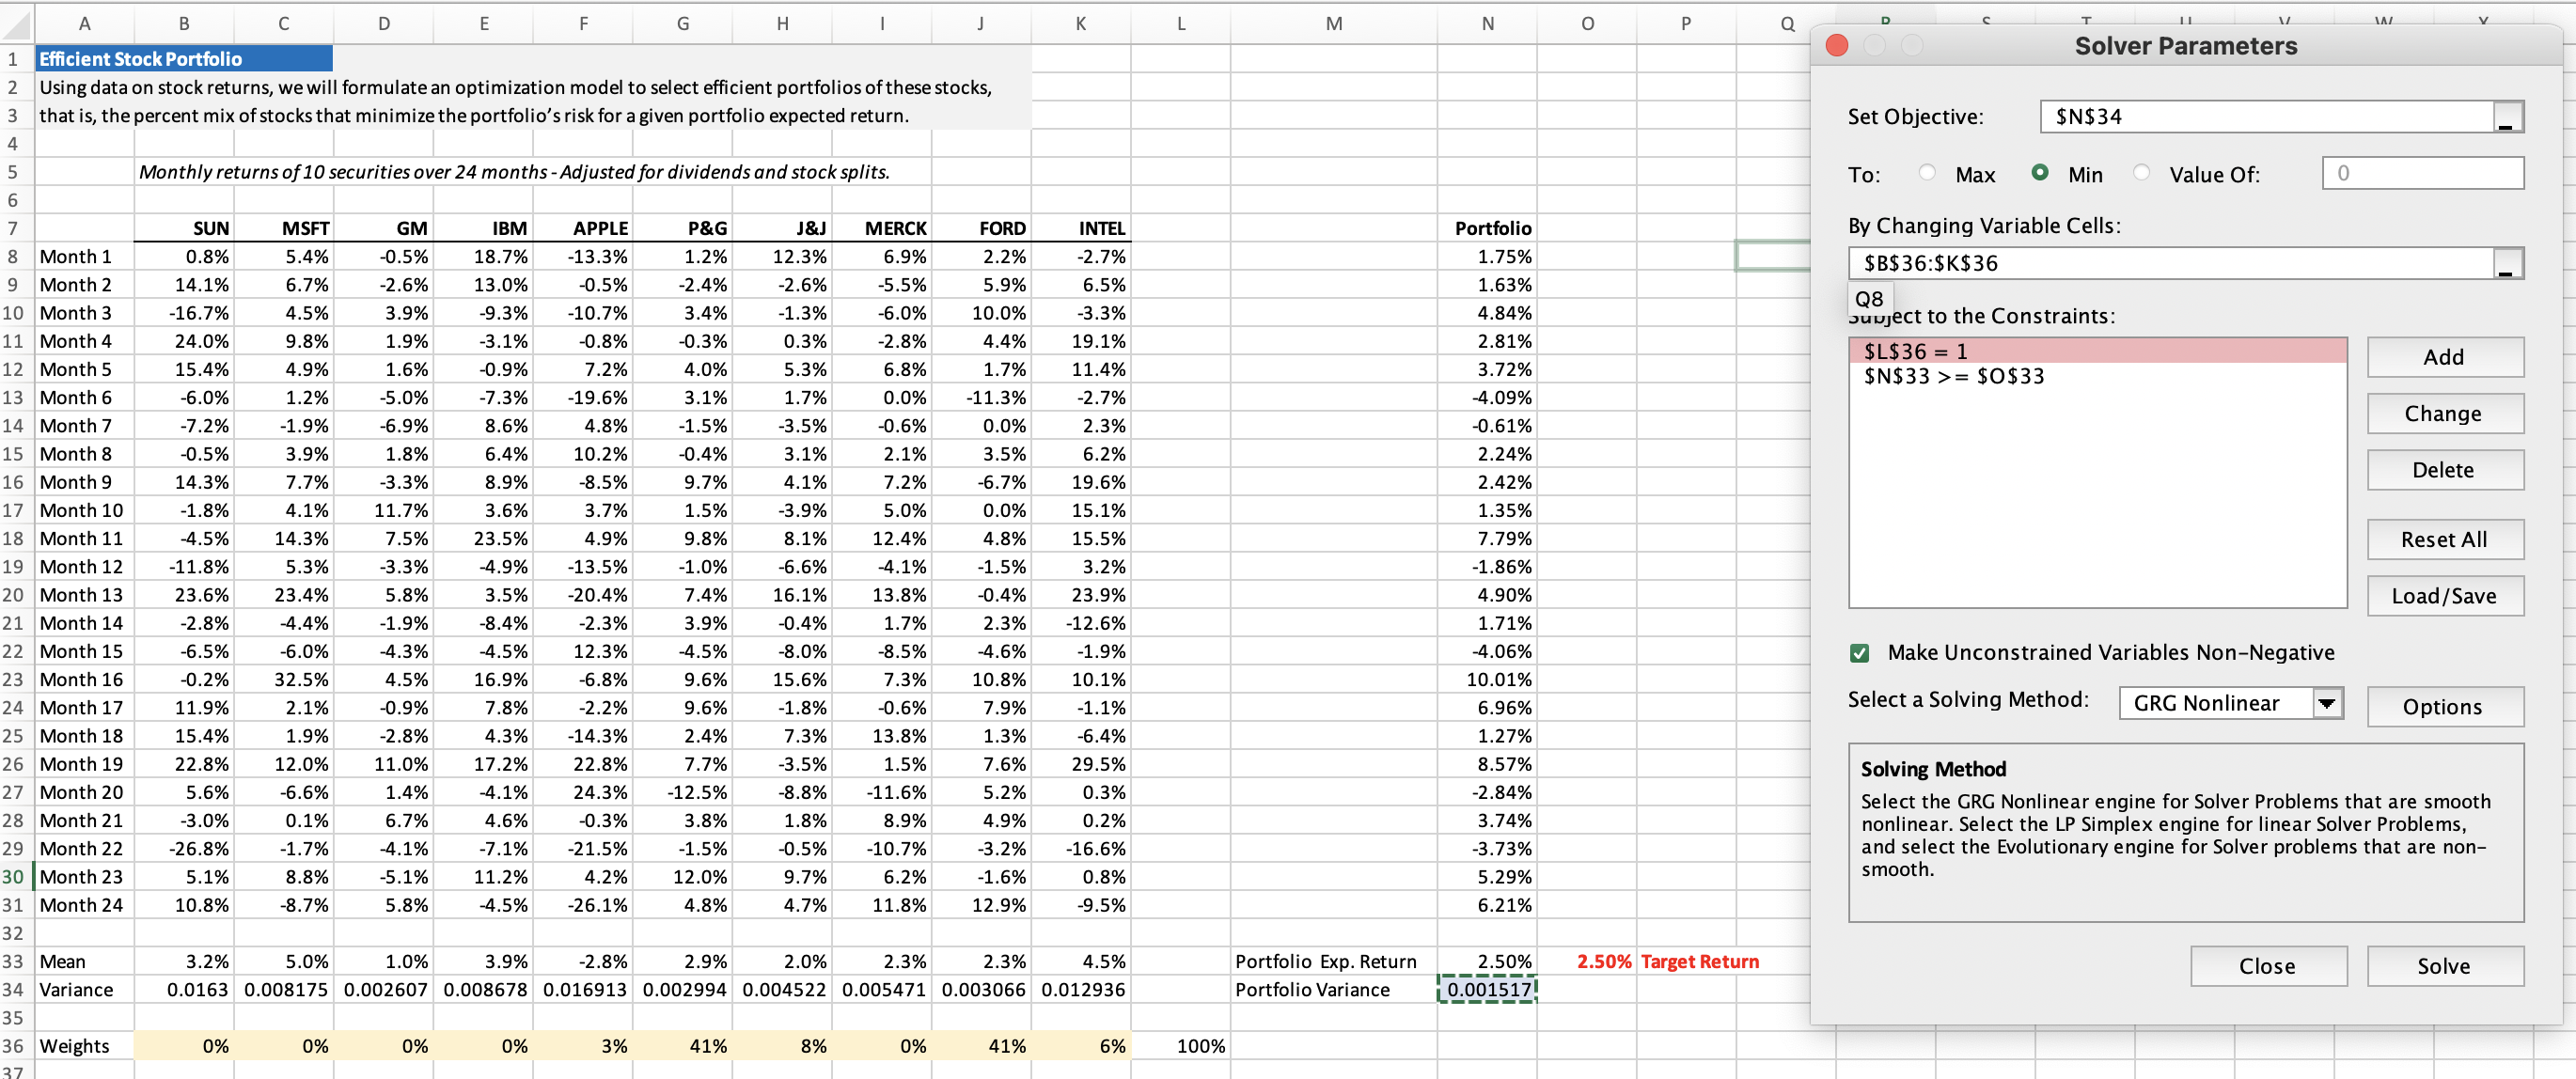 A B C D E F G H I J K L M N O P Q
1 Efficient Stock Portfolio
2 Using data on stock returns, we will formulate an optimization model to select efficient portfolios of these stocks,
3 that is, the percent mix of stocks that minimize the portfolio's risk for a given portfolio expected return.
4
5 Monthly returns of 10 securities over 24 months - Adjusted for dividends and stock splits.
6
7 SUN MSFT GM IBM APPLE P&G J&J MERCK FORD INTEL Portfolio
8 Month 1 0.8% 5.4% -0.5% 18.7% -13.3% 1.2% 12.3% 6.9% 2.2% -2.7% 1.75%
9 Month 2 14.1% 6.7% -2.6% 13.0% -0.5% -2.4% -2.6% -5.5% 5.9% 6.5% 1.63%
10 Month 3 -16.7% 4.5% 3.9% -9.3% -10.7% 3.4% -1.3% -6.0% 10.0% -3.3% 4.84%
11 Month 4 24.0% 9.8% 1.9% -3.1% -0.8% -0.3% 0.3% -2.8% 4.4% 19.1% 2.81%
12 Month 5 15.4% 4.9% 1.6% -0.9% 7.2% 4.0% 5.3% 6.8% 1.7% 11.4% 3.72%
13 Month 6 -6.0% 1.2% -5.0% -7.3% -19.6% 3.1% 1.7% 0.0% -11.3% -2.7% -4.09%
14 Month 7 -7.2% -1.9% -6.9% 8.6% 4.8% -1.5% -3.5% -0.6% 0.0% 2.3% -0.61%
15 Month 8 -0.5% 3.9% 1.8% 6.4% 10.2% -0.4% 3.1% 2.1% 3.5% 6.2% 2.24%
16 Month 9 14.3% 7.7% -3.3% 8.9% -8.5% 9.7% 4.1% 7.2% -6.7% 19.6% 2.42%
17 Month 10 -1.8% 4.1% 11.7% 3.6% 3.7% 1.5% -3.9% 5.0% 0.0% 15.1% 1.35%
18 Month 11 -4.5% 14.3% 7.5% 23.5% 4.9% 9.8% 8.1% 12.4% 4.8% 15.5% 7.79%
19 Month 12 -11.8% 5.3% -3.3% -4.9% -13.5% -1.0% -6.6% -4.1% -1.5% 3.2% -1.86%
20 Month 13 23.6% 23.4% 5.8% 3.5% -20.4% 7.4% 16.1% 13.8% -0.4% 23.9% 4.90%
21 Month 14 -2.8% -4.4% -1.9% -8.4% -2.3% 3.9% -0.4% 1.7% 2.3% -12.6% 1.71%
22 Month 15 -6.5% -6.0% -4.3% -4.5% 12.3% -4.5% -8.0% -8.5% -4.6% -1.9% -4.06%
23 Month 16 -0.2% 32.5% 4.5% 16.9% -6.8% 9.6% 15.6% 7.3% 10.8% 10.1% 10.01%
24 Month 17 11.9% 2.1% -0.9% 7.8% -2.2% 9.6% -1.8% -0.6% 7.9% -1.1% 6.96%
25 Month 18 15.4% 1.9% -2.8% 4.3% -14.3% 2.4% 7.3% 13.8% 1.3% -6.4% 1.27%
26 Month 19 22.8% 12.0% 11.0% 17.2% 22.8% 7.7% -3.5% 1.5% 7.6% 29.5% 8.57%
27 Month 20 5.6% -6.6% 1.4% -4.1% 24.3% -12.5% -8.8% -11.6% 5.2% 0.3% -2.84%
28 Month 21 -3.0% 0.1% 6.7% 4.6% -0.3% 3.8% 1.8% 8.9% 4.9% 0.2% 3.74%
29 Month 22 -26.8% -1.7% -4.1% -7.1% -21.5% -1.5% -0.5% -10.7% -3.2% -16.6% -3.73%
30 Month 23 5.1% 8.8% -5.1% 11.2% 4.2% 12.0% 9.7% 6.2% -1.6% 0.8% 5.29%
31 Month 24 10.8% -8.7% 5.8% -4.5% -26.1% 4.8% 4.7% 11.8% 12.9% -9.5% 6.21%
32
33 Mean 3.2% 5.0% 1.0% 3.9% -2.8% 2.9% 2.0% 2.3% 2.3% 4.5% Portfolio Exp. Return 2.50% 2.50% Target Return
34 Variance 0.0163 0.008175 0.002607 0.008678 0.016913 0.002994 0.004522 0.005471 0.003066 0.012936 Portfolio Variance 0.001517
35
36 Weights 0% 0% 0% 0% 3% 41% 8% 0% 41% 6% 100%
37
Solver Parameters
Set Objective: $N$34
To: Max Min Value Of: 0
By Changing Variable Cells:
$B$36:$K$36
Q8
Subject to the Constraints:
$L$36 = 1
$N$33 >= $O$33
Add
Change
Delete
Reset All
Load/Save
Make Unconstrained Variables Non-Negative
Select a Solving Method: GRG Nonlinear Options
Solving Method
Select the GRG Nonlinear engine for Solver Problems that are smooth
nonlinear. Select the LP Simplex engine for linear Solver Problems,
and select the Evolutionary engine for Solver problems that are non-
smooth.
Close Solve